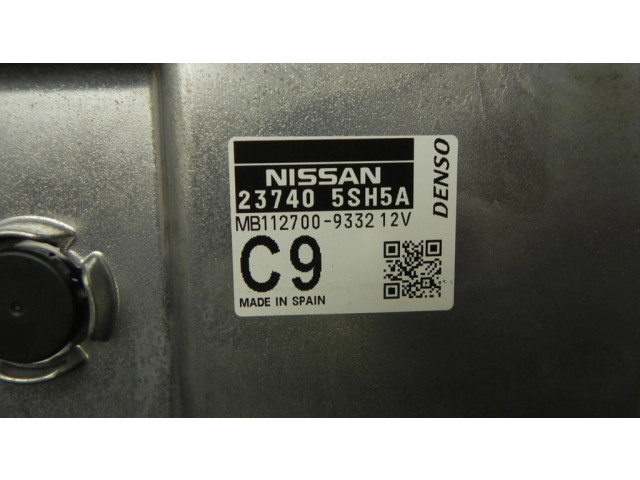 NISSAN
23740 5SH5A
MB112700-9332 12V
C9
MADE IN SPAIN
DENSO